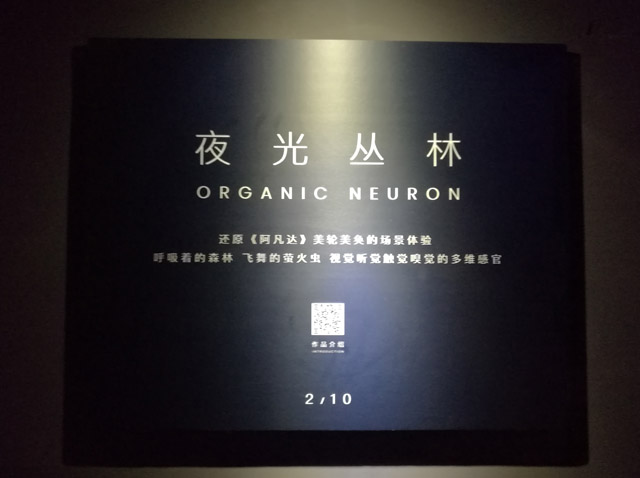 夜光丛林
ORGANIC NEURON
还原《阿凡达》美轮美奂的场景体验
呼吸着的森林 飞舞的萤火虫 视觉听觉触觉嗅觉的多维感官
作品介绍
INTRODUCTION
2/10